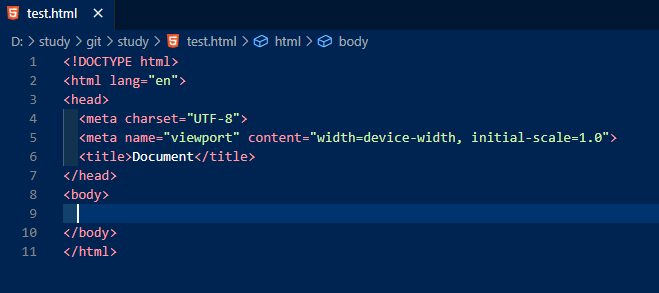 test.html
D: > study > git > study > test.html > html > body
1 <!DOCTYPE html>
2 <html lang="en">
3 <head>
4 <meta charset="UTF-8">
5 <meta name="viewport" content="width=device-width, initial-scale=1.0">
6 <title>Document</title>
7 </head>
8 <body>
9
10 </body>
11 </html>